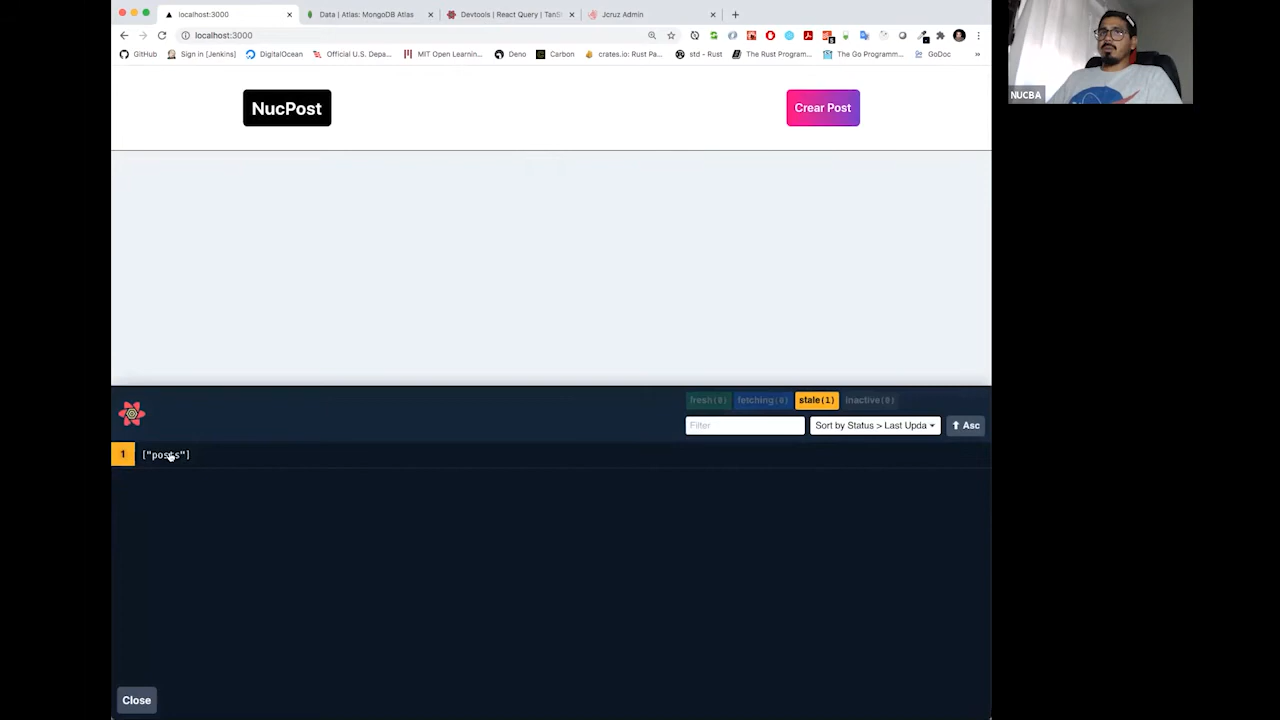 localhost:3000
Data | Atlas: MongoDB Atlas
Devtools | React Query | TanSt
Jcruz Admin
localhost:3000
GitHub
Sign in [Jenkins]
DigitalOcean
Official U.S. Depa...
MIT Open Learnin...
Deno
Carbon
crates.io: Rust Pa...
std - Rust
The Rust Program...
The Go Programm...
GoDoc
»
NUCBA
NucPost
Crear Post
fresh(0)
fetching(0)
stale(1)
inactive(0)
Filter
Sort by Status > Last Upda
⬆ Asc
1
["posts"]
Close